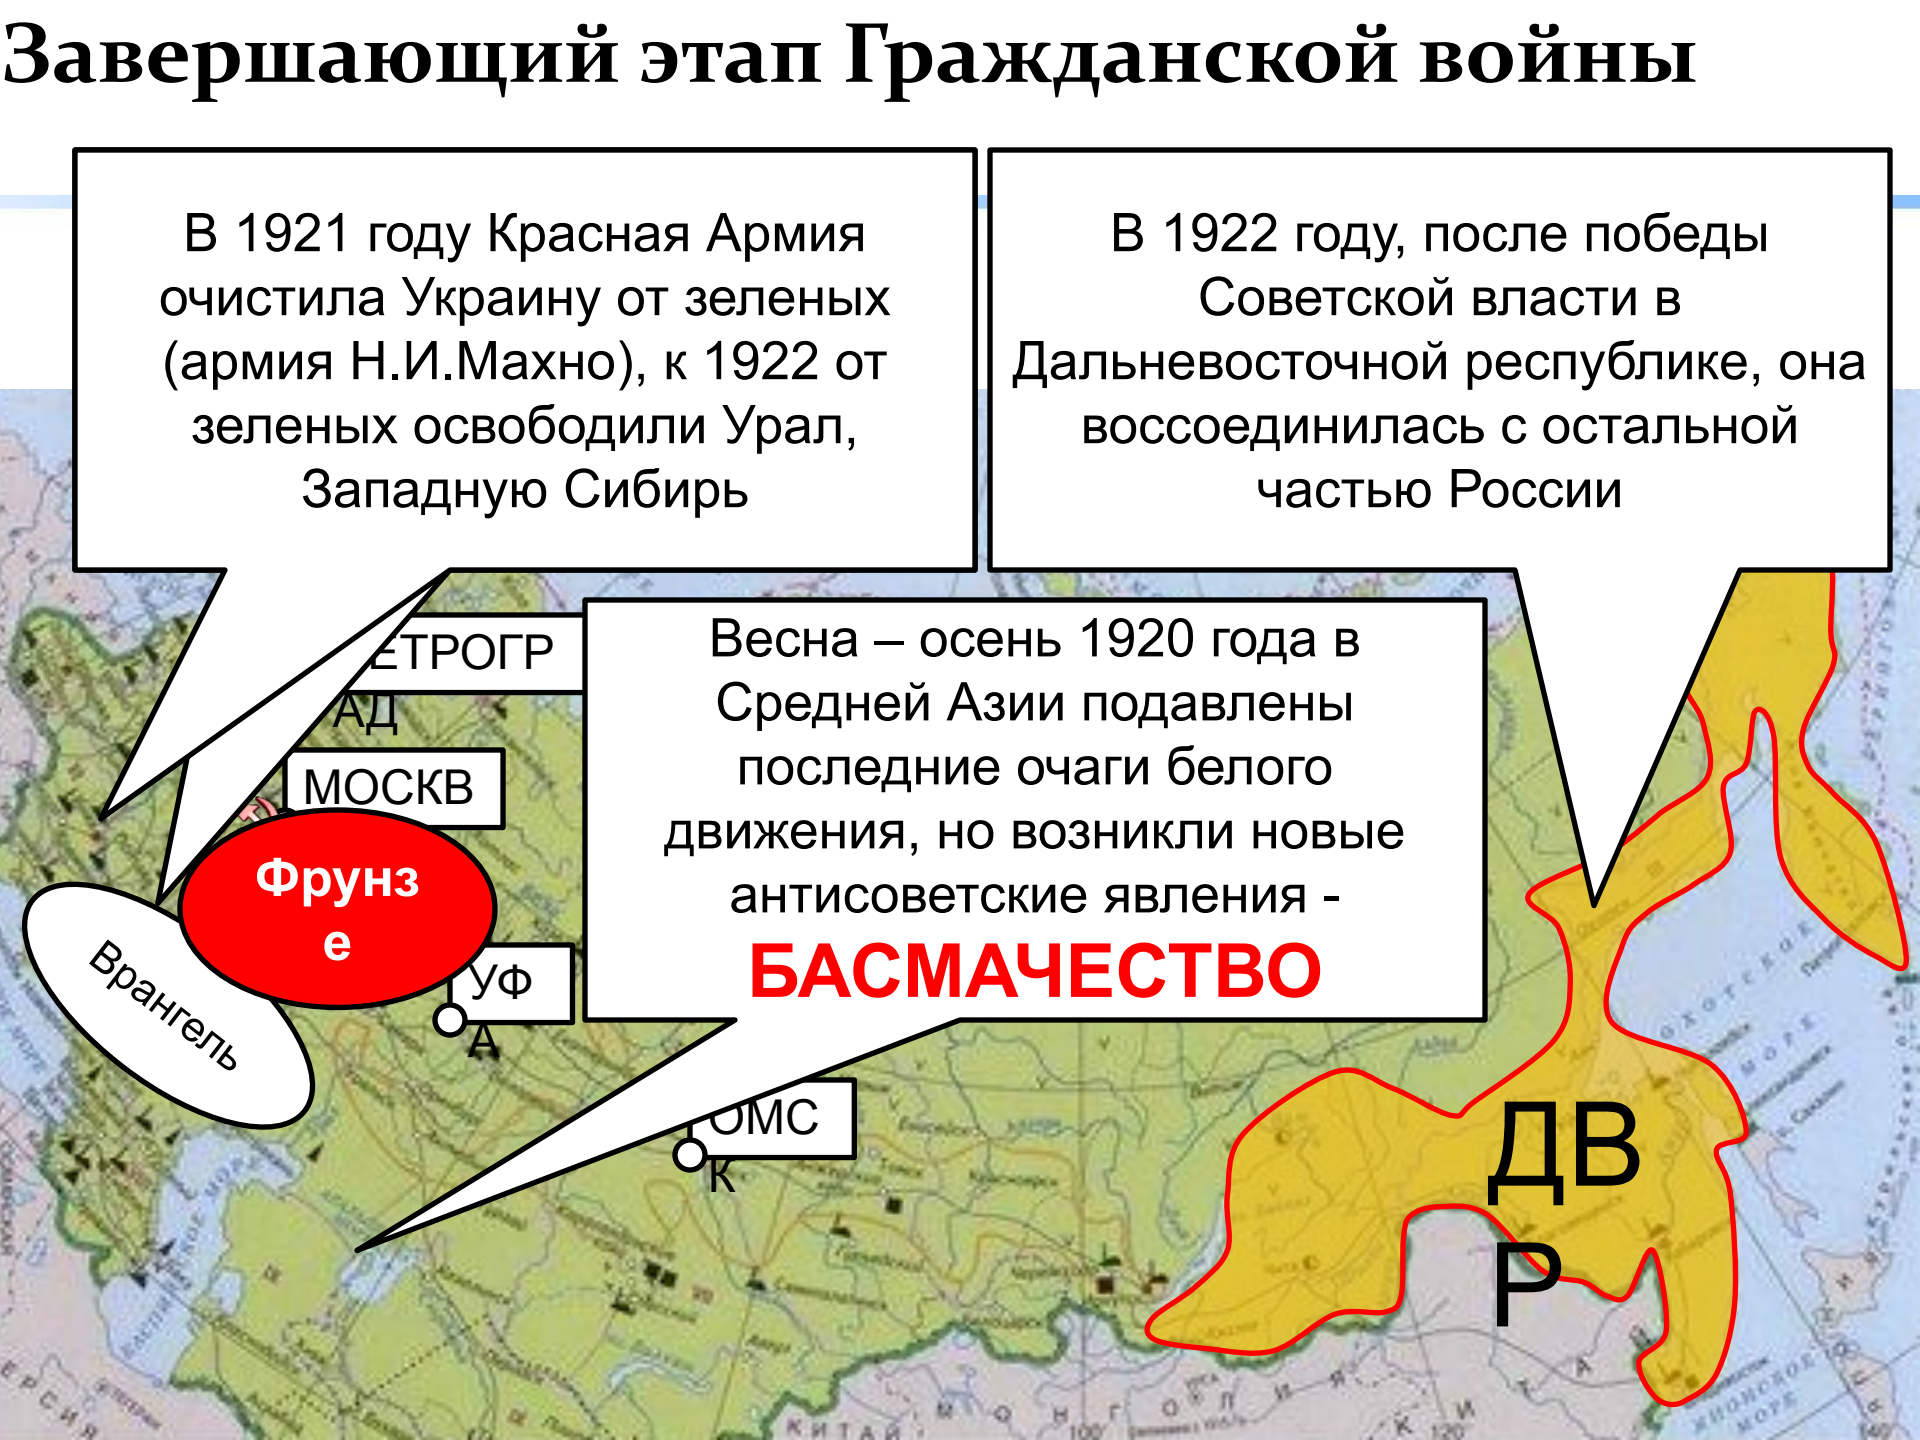 Завершающий этап Гражданской войны
В 1921 году Красная Армия
очистила Украину от зеленых
(армия Н.И.Махно), к 1922 от
зеленых освободили Урал,
Западную Сибирь
В 1922 году, после победы
Советской власти в
Дальневосточной республике, она
воссоединилась с остальной
частью России
ЕТРОГР
АД
МОСКВ
Весна – осень 1920 года в
Средней Азии подавлены
последние очаги белого
движения, но возникли новые
антисоветские явления -
БАСМАЧЕСТВО
Фрунз
е
Врангель
УФ
А
ОМС
К
ДВ
Р
МОНГОЛИЯ
КИТАЙ